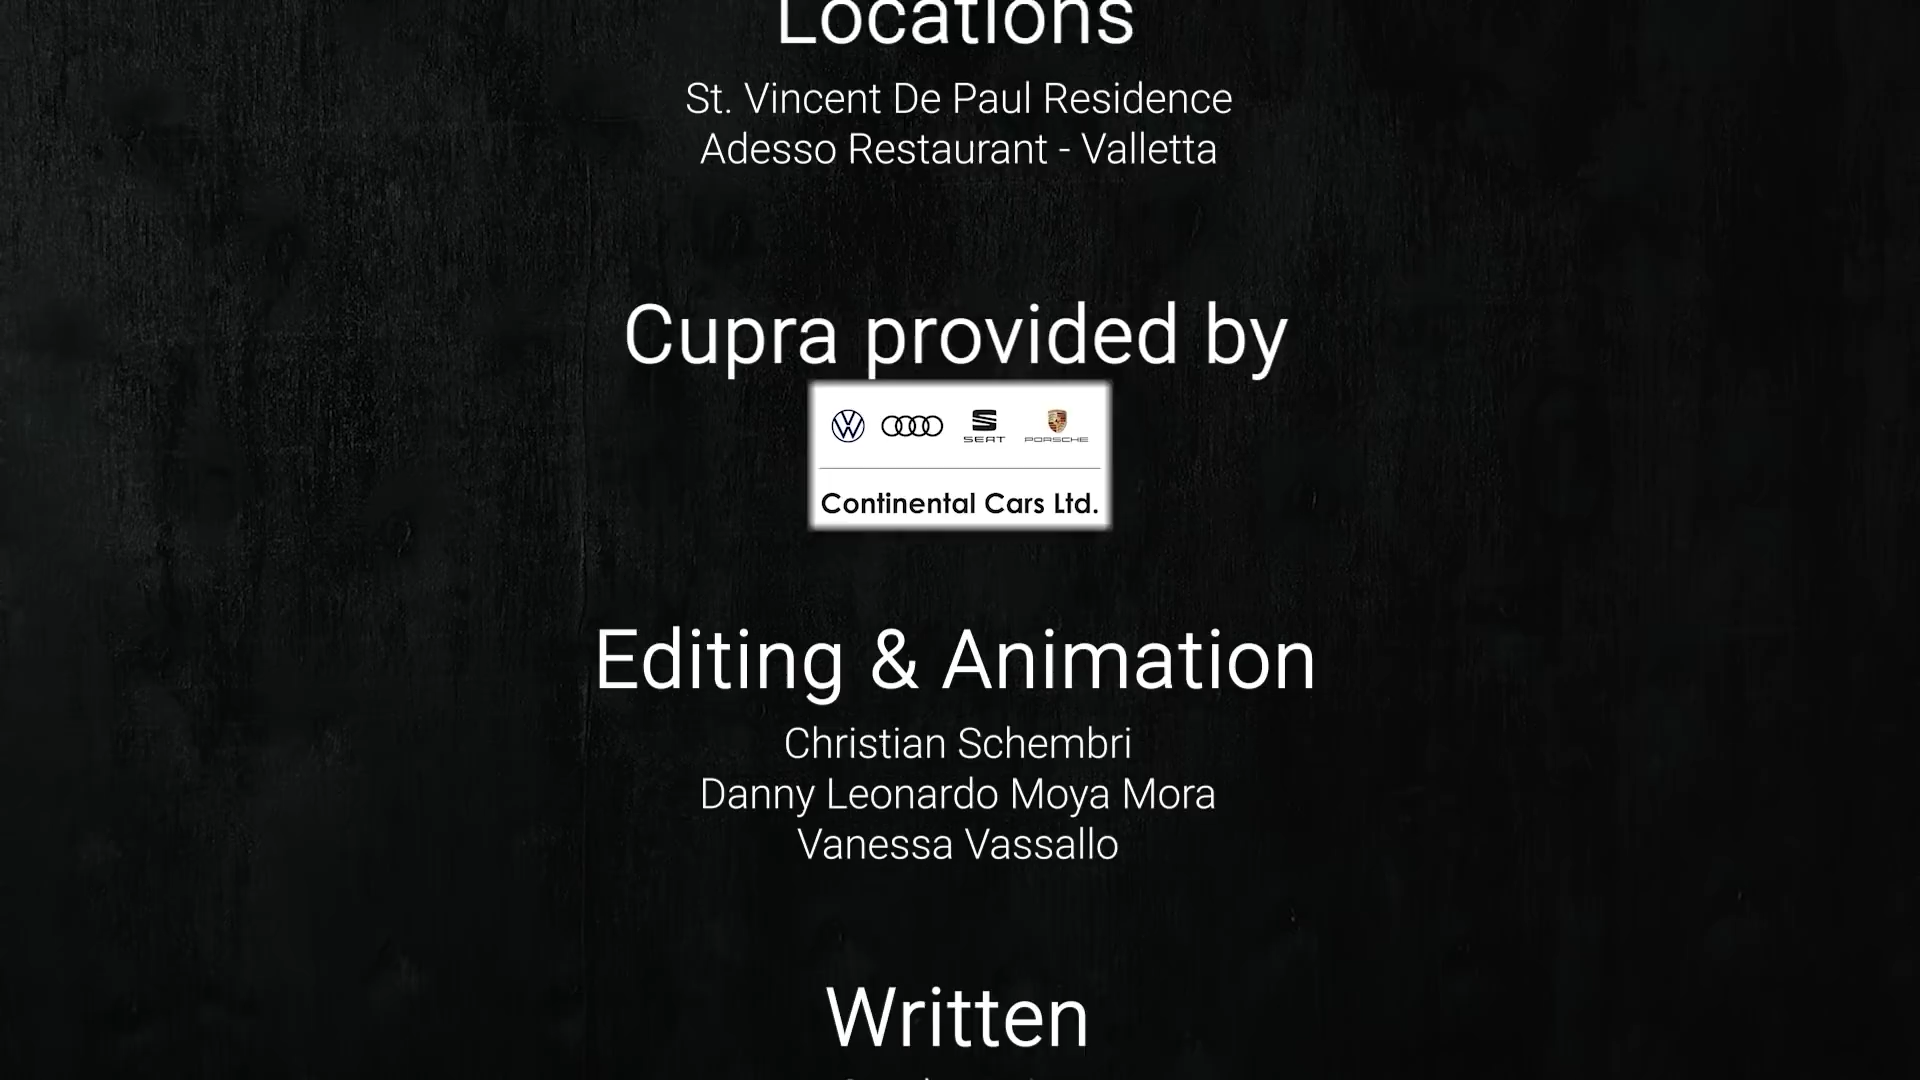 Locations
St. Vincent De Paul Residence
Adesso Restaurant - Valletta
Cupra provided by
SEAT PORSCHE
Continental Cars Ltd.
Editing & Animation
Christian Schembri
Danny Leonardo Moya Mora
Vanessa Vassallo
Written